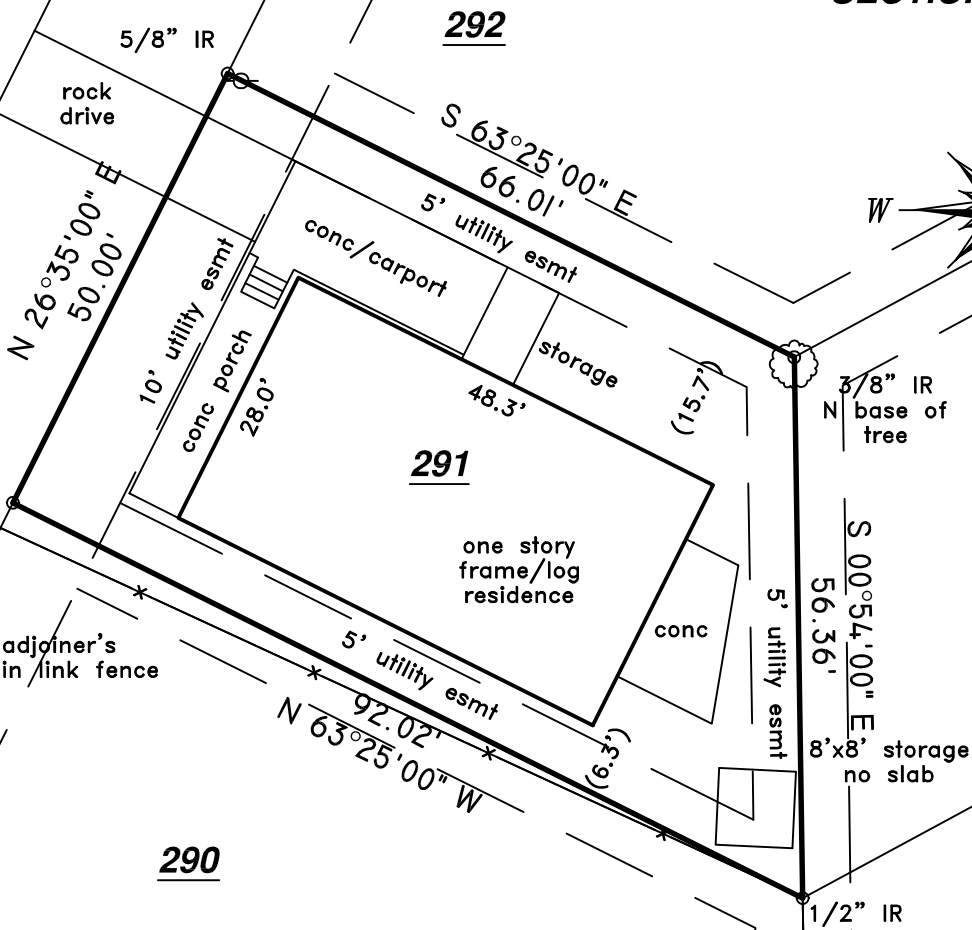 292
5/8" IR
rock
drive
S 63°25'00" E
66.01'
5' utility esmt
W
N 26°35'00" E
50.00'
10' utility esmt
conc/carport
storage
conc porch
28.0'
48.3'
(15.7')
3/8" IR
N base of
tree
291
one story
frame/log
residence
conc
5' utility esmt
S 00°54'00" E
56.36'
adjoiner's
in link fence
5' utility esmt
92.02'
N 63°25'00" W
(6.3')
8'x8' storage
no slab
290
1/2" IR